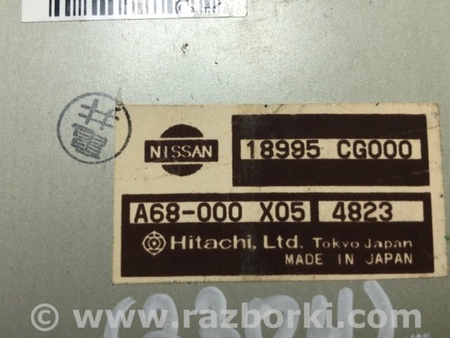 NISSAN
18995 CG000
A68-000 X05 4823
Hitachi, Ltd. Tokyo Japan
MADE IN JAPAN
© www.razborki.com